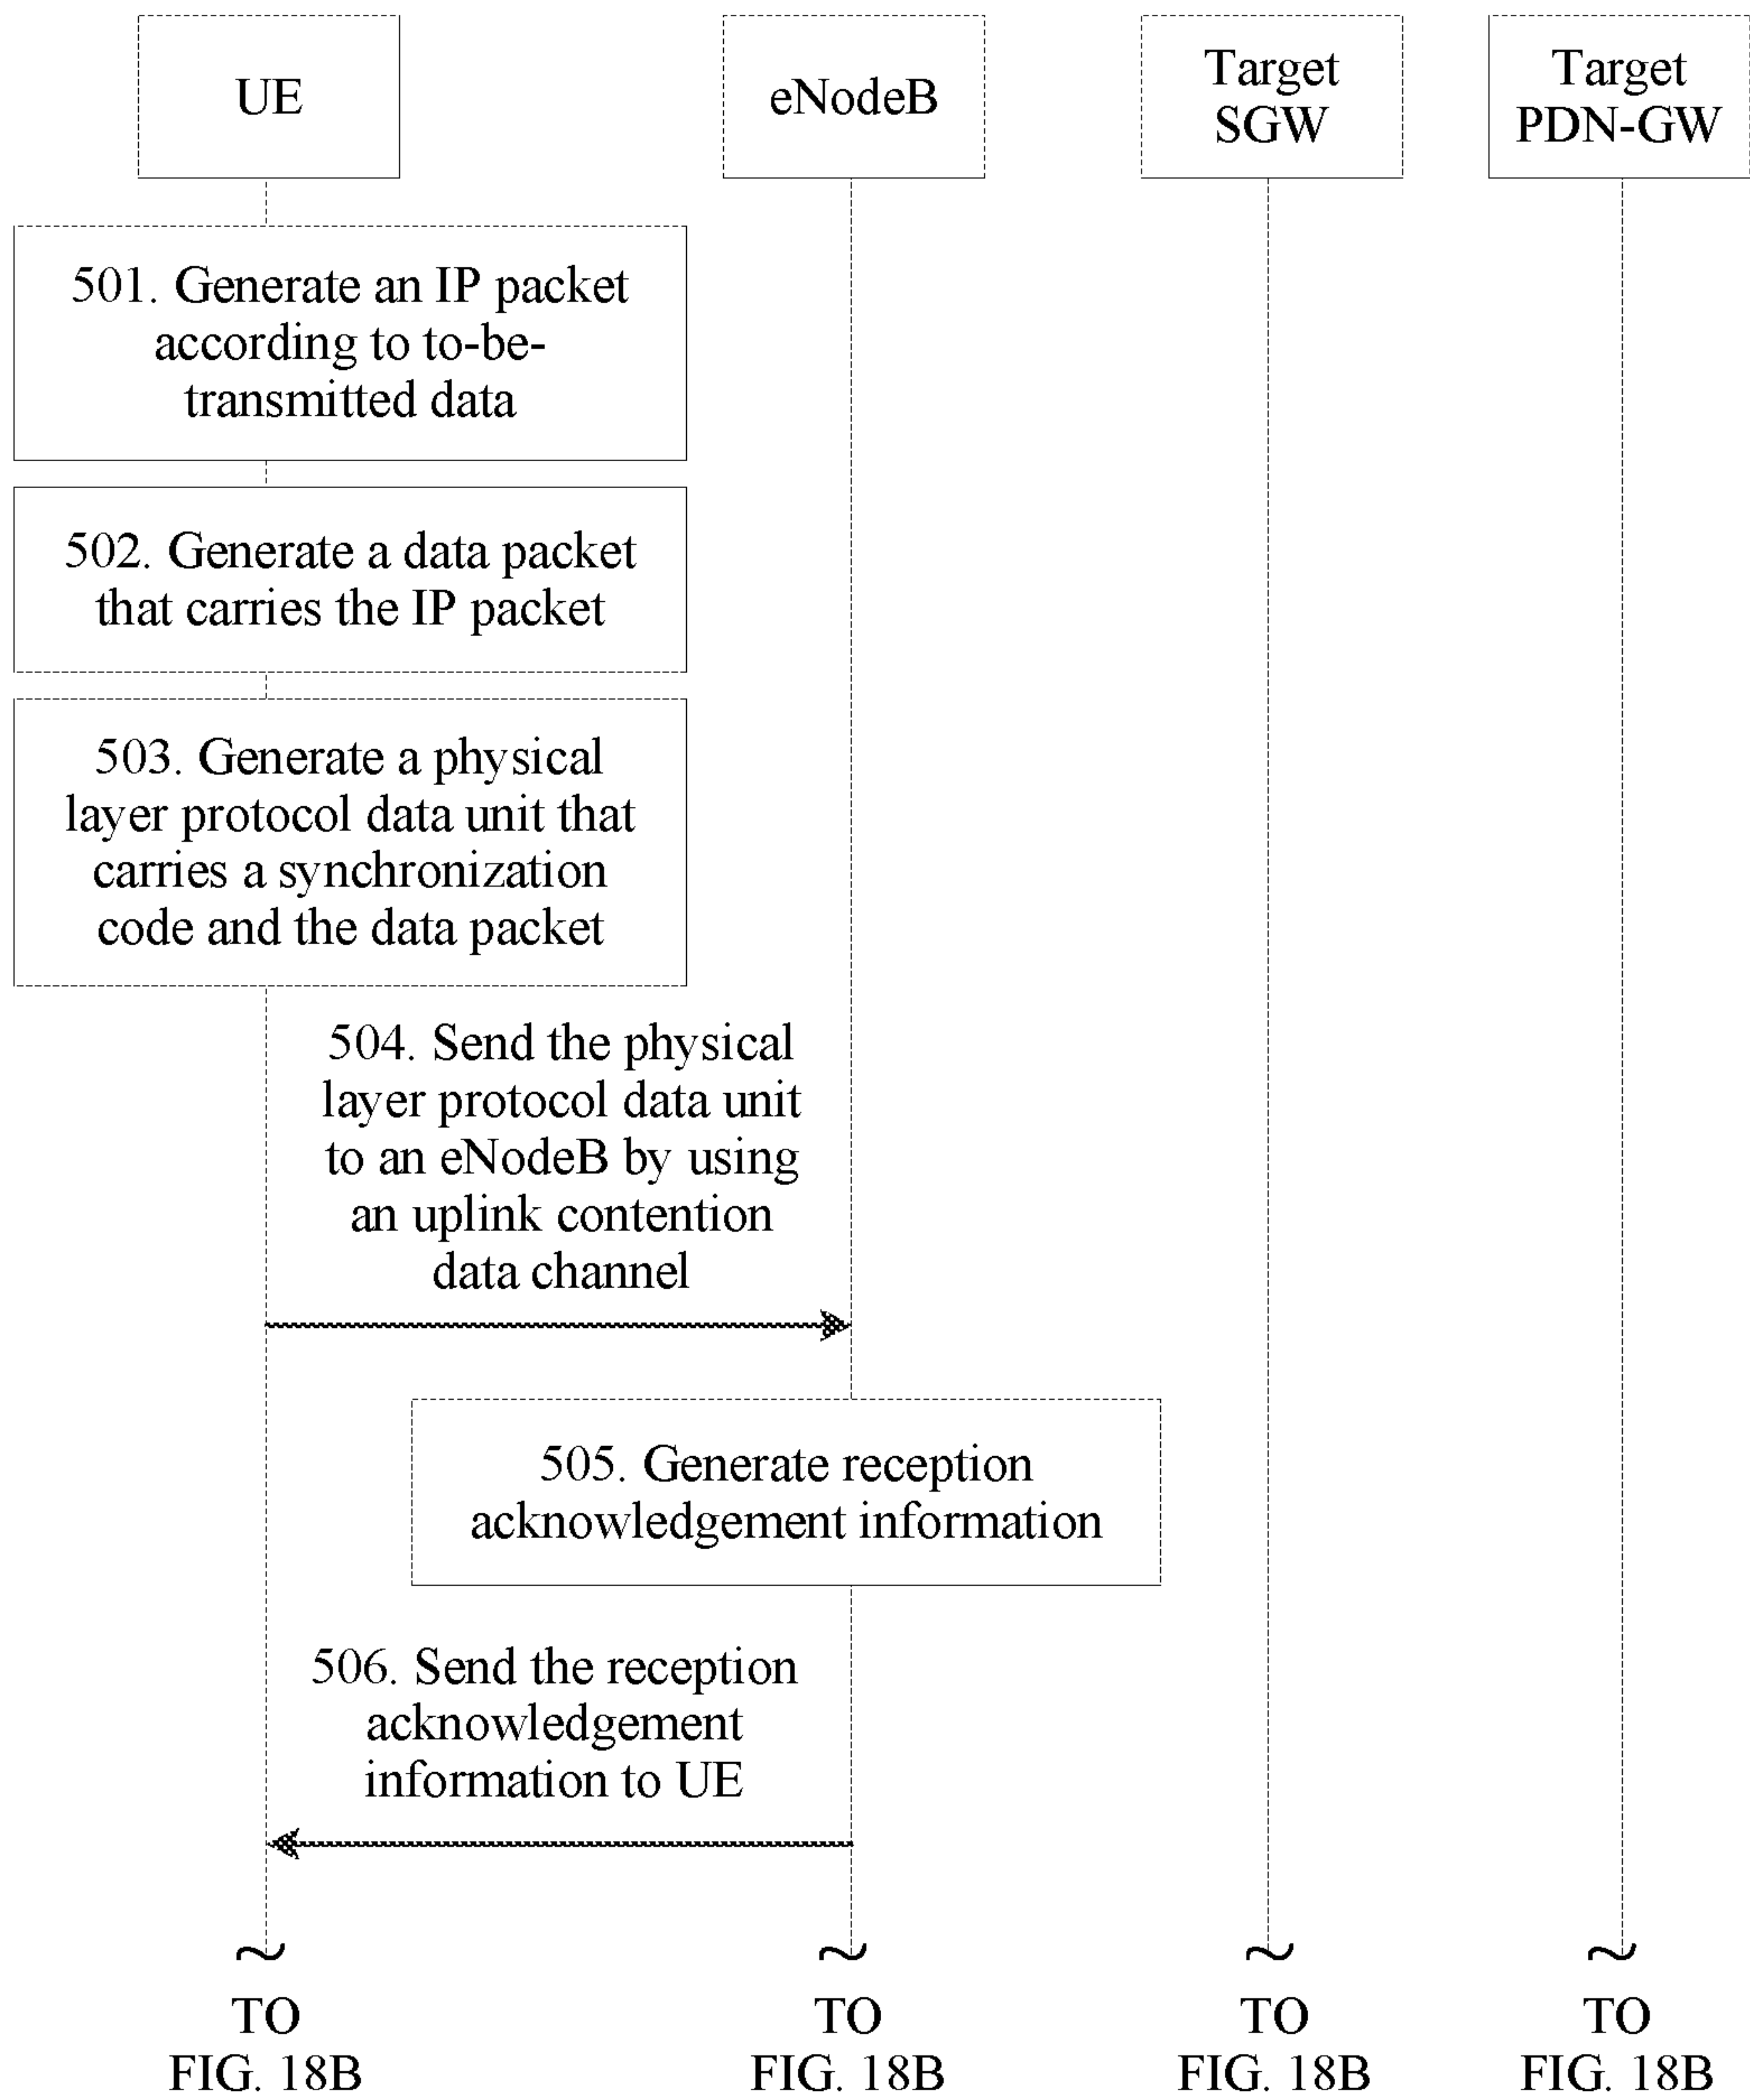 UE
eNodeB
Target
SGW
Target
PDN-GW
501. Generate an IP packet
according to to-be-
transmitted data
502. Generate a data packet
that carries the IP packet
503. Generate a physical
layer protocol data unit that
carries a synchronization
code and the data packet
504. Send the physical
layer protocol data unit
to an eNodeB by using
an uplink contention
data channel
505. Generate reception
acknowledgement information
506. Send the reception
acknowledgement
information to UE
TO
FIG. 18B
TO
FIG. 18B
TO
FIG. 18B
TO
FIG. 18B